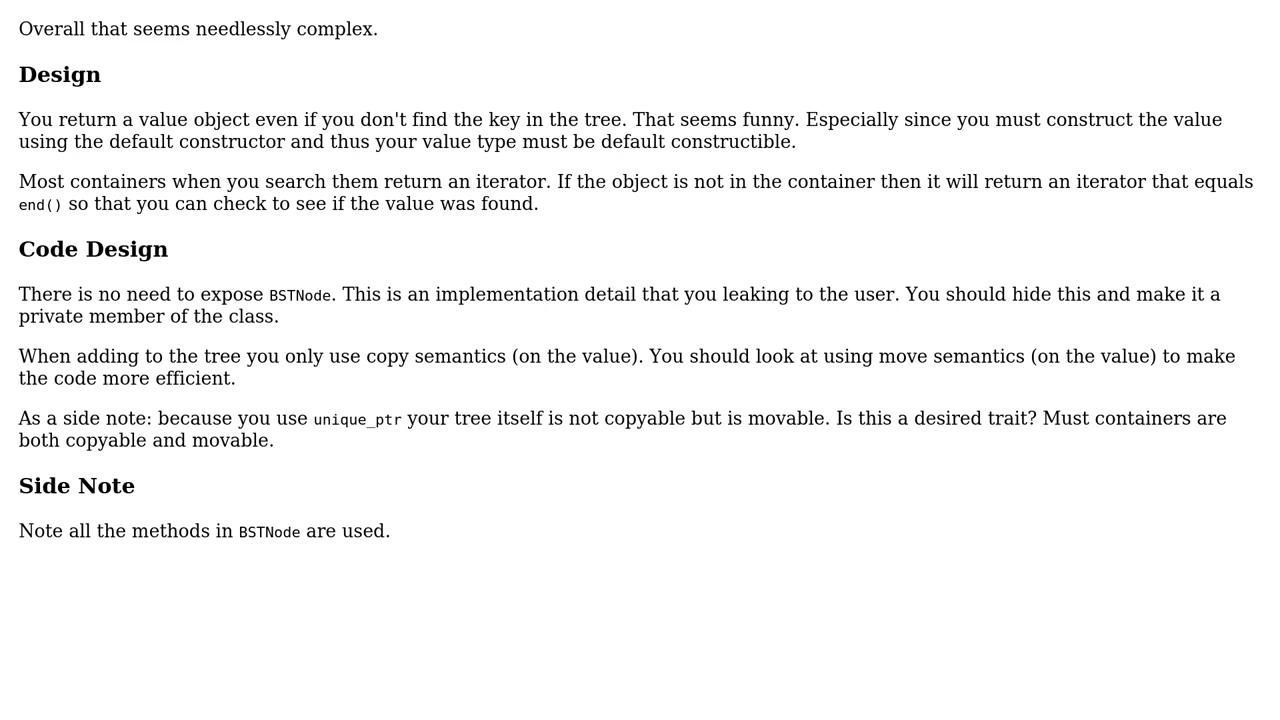 Overall that seems needlessly complex.
Design
You return a value object even if you don't find the key in the tree. That seems funny. Especially since you must construct the value
using the default constructor and thus your value type must be default constructible.
Most containers when you search them return an iterator. If the object is not in the container then it will return an iterator that equals
end() so that you can check to see if the value was found.
Code Design
There is no need to expose BSTNode. This is an implementation detail that you leaking to the user. You should hide this and make it a
private member of the class.
When adding to the tree you only use copy semantics (on the value). You should look at using move semantics (on the value) to make
the code more efficient.
As a side note: because you use unique_ptr your tree itself is not copyable but is movable. Is this a desired trait? Must containers are
both copyable and movable.
Side Note
Note all the methods in BSTNode are used.